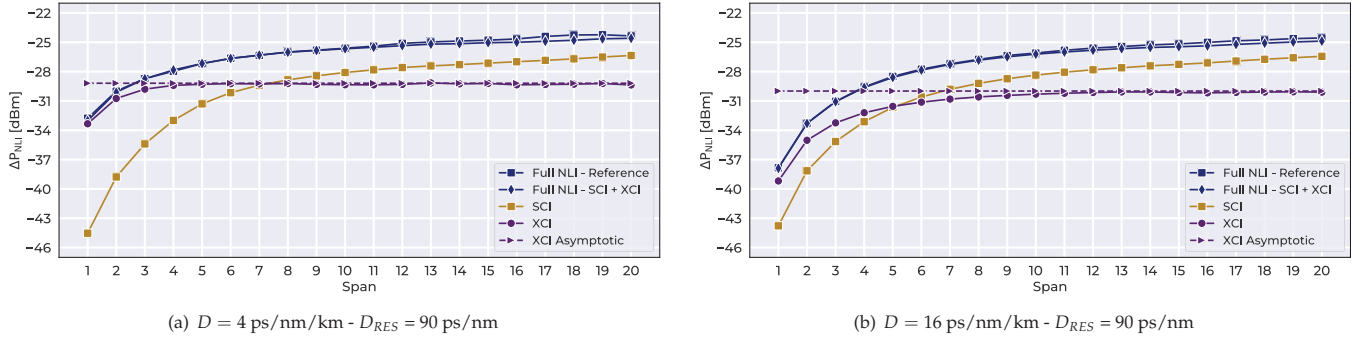 −22
−25
−28
−31
−34
−37
−40
−43
−46
ΔP_NLI [dBm]
Full NLI - Reference
Full NLI - SCI + XCI
SCI
XCI
XCI Asymptotic
1 2 3 4 5 6 7 8 9 10 11 12 13 14 15 16 17 18 19 20
Span
(a) D = 4 ps/nm/km - D_RES = 90 ps/nm
−22
−25
−28
−31
−34
−37
−40
−43
−46
ΔP_NLI [dBm]
Full NLI - Reference
Full NLI - SCI + XCI
SCI
XCI
XCI Asymptotic
1 2 3 4 5 6 7 8 9 10 11 12 13 14 15 16 17 18 19 20
Span
(b) D = 16 ps/nm/km - D_RES = 90 ps/nm